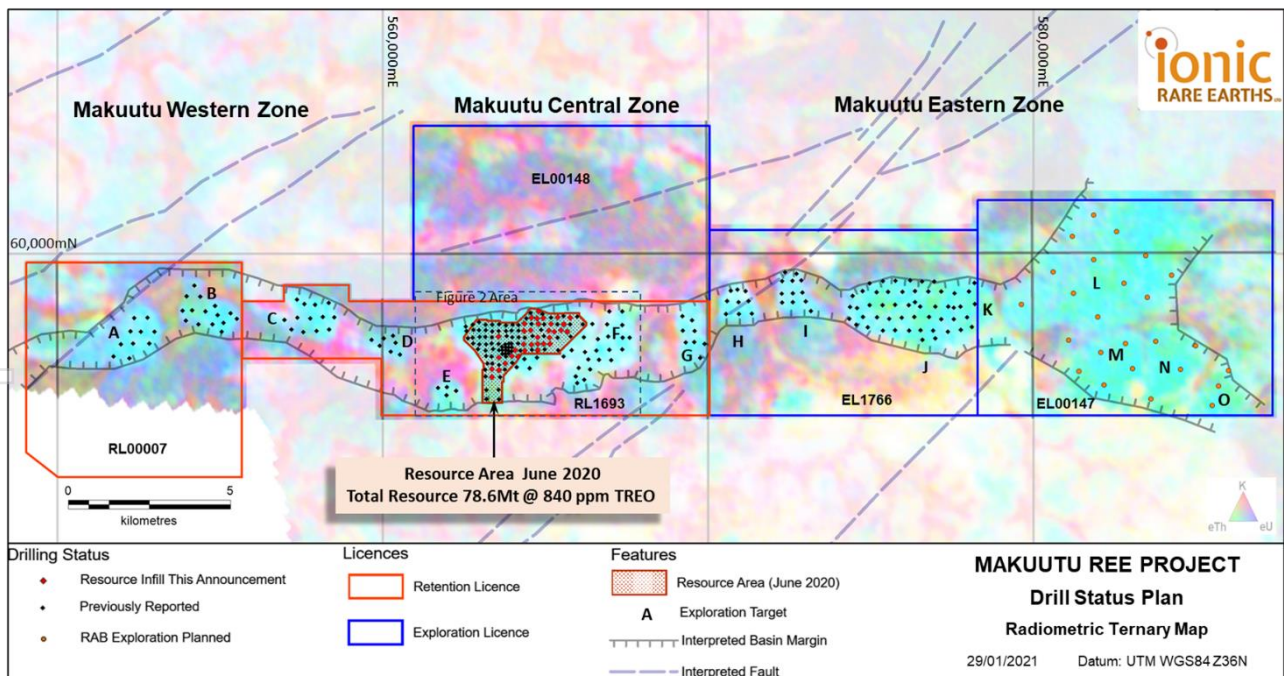 560,000mE
580,000mE
ionic
RARE EARTHS
Makuutu Western Zone
Makuutu Central Zone
Makuutu Eastern Zone
EL00148
60,000mN
Figure 2 Area
A
B
C
D
E
F
G
H
I
J
K
L
M
N
O
RL00007
RL1693
EL1766
EL00147
Resource Area June 2020
Total Resource 78.6Mt @ 840 ppm TREO
0 5
kilometres
K
eTh eU
Drilling Status
Resource Infill This Announcement
Previously Reported
RAB Exploration Planned
Licences
Retention Licence
Exploration Licence
Features
Resource Area (June 2020)
A Exploration Target
Interpreted Basin Margin
Interpreted Fault
MAKUUTU REE PROJECT
Drill Status Plan
Radiometric Ternary Map
29/01/2021 Datum: UTM WGS84 Z36N